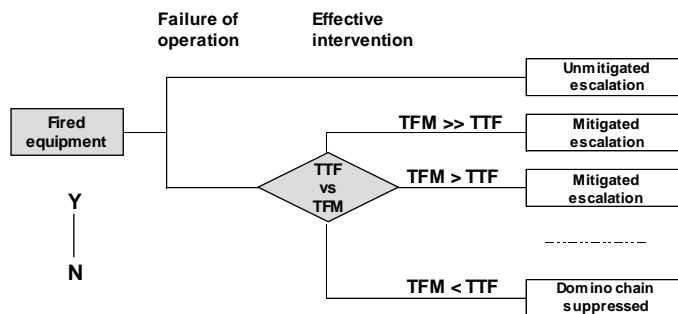 Failure of
operation
Effective
intervention
Unmitigated
escalation
Fired
equipment
TFM >> TTF
Mitigated
escalation
TTF
vs
TFM
TFM > TTF
Mitigated
escalation
Y
N
TFM < TTF
Domino chain
suppressed